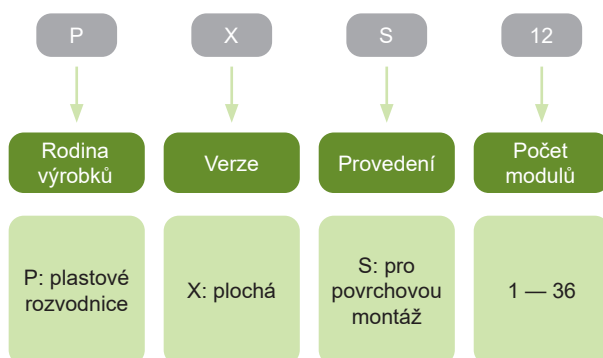 P
X
S
12
Rodina
výrobků
Verze
Provedení
Počet
modulů
P: plastové
rozvodnice
X: plochá
S: pro
povrchovou
montáž
1 — 36